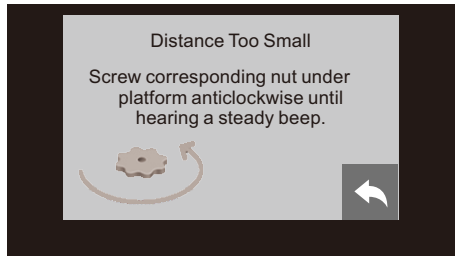 Distance Too Small
Screw corresponding nut under
platform anticlockwise until
hearing a steady beep.